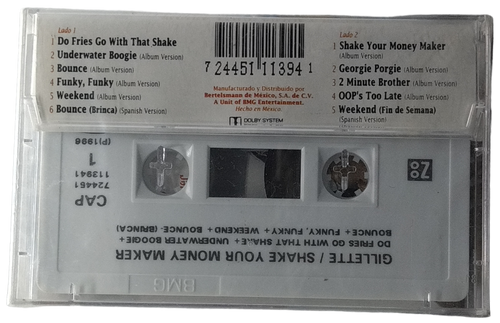 Lado 1
1 Do Fries Go With That Shake
2 Underwater Boogie (Album Version)
3 Bounce (Album Version)
4 Funky, Funky (Album Version)
5 Weekend (Album Version)
6 Bounce (Brinca) (Spanish Version)
7 24451 11394 1
Manufacturado y Distribuido por
Bertelsmann de México, S.A. de C.V.
A Unit of BMG Entertainment.
Hecho en México.
DOLBY SYSTEM
Lado 2
1 Shake Your Money Maker
(Album Version)
2 Georgie Porgie (Album Version)
3 2 Minute Brother (Album Version)
4 OOP's Too Late (Album Version)
5 Weekend (Fin de Semana)
(Spanish Version)
BMG
GILLETTE / SHAKE YOUR MONEY MAKER
DO FRIES GO WITH THAT SHAKE + UNDERWATER BOOGIE +
BOUNCE + FUNKY, FUNKY + WEEKEND + BOUNCE (BRINCA)
CAP
724451
113941
1
(P)1996
ZOO